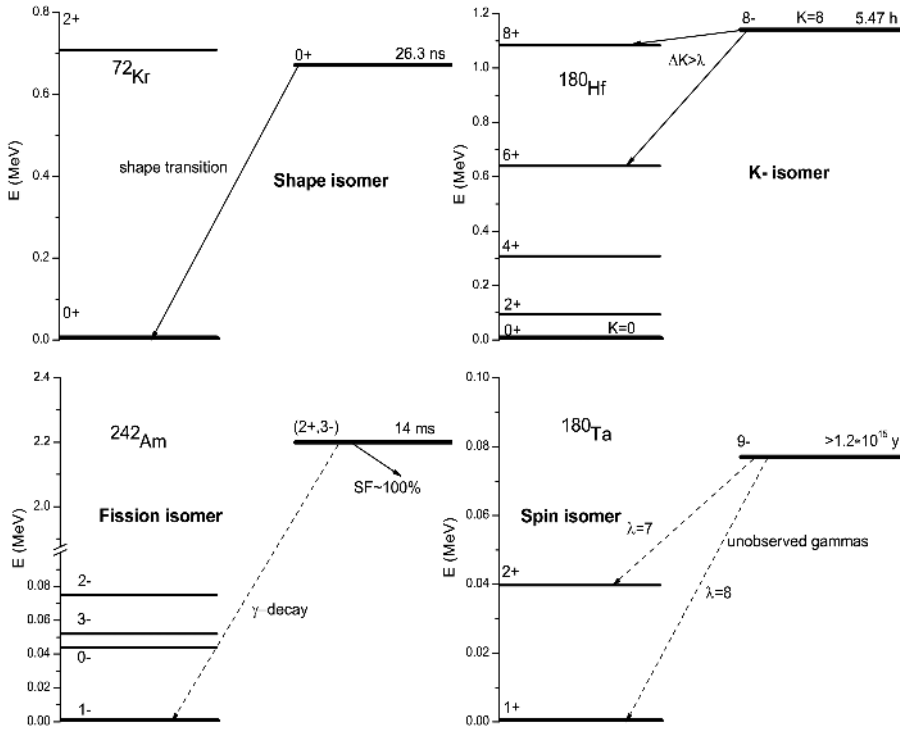 2+
72Kr
0+
26.3 ns
shape transition
Shape isomer
0+
E (MeV)
0.8
0.6
0.4
0.2
0.0
8+
8-
K=8
5.47 h
ΔK>λ
180Hf
6+
K- isomer
4+
2+
0+
K=0
E (MeV)
1.2
1.0
0.8
0.6
0.4
0.2
0.0
242Am
(2+,3-)
14 ms
SF~100%
Fission isomer
2-
3-
0-
1-
γ-decay
E (MeV)
2.4
2.2
2.0
0.08
0.06
0.04
0.02
0.00
180Ta
9-
>1.2*10^15 y
Spin isomer
λ=7
unobserved gammas
2+
λ=8
1+
E (MeV)
0.10
0.08
0.06
0.04
0.02
0.00